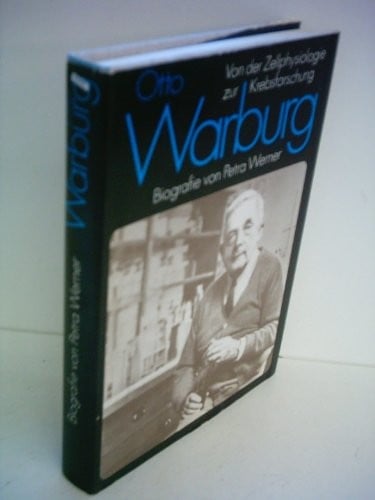 Von der Zellphysiologie
zur Krebsforschung
Otto
Warburg
Biografie von Petra Werner
Warburg
Biografie von Petra Werner